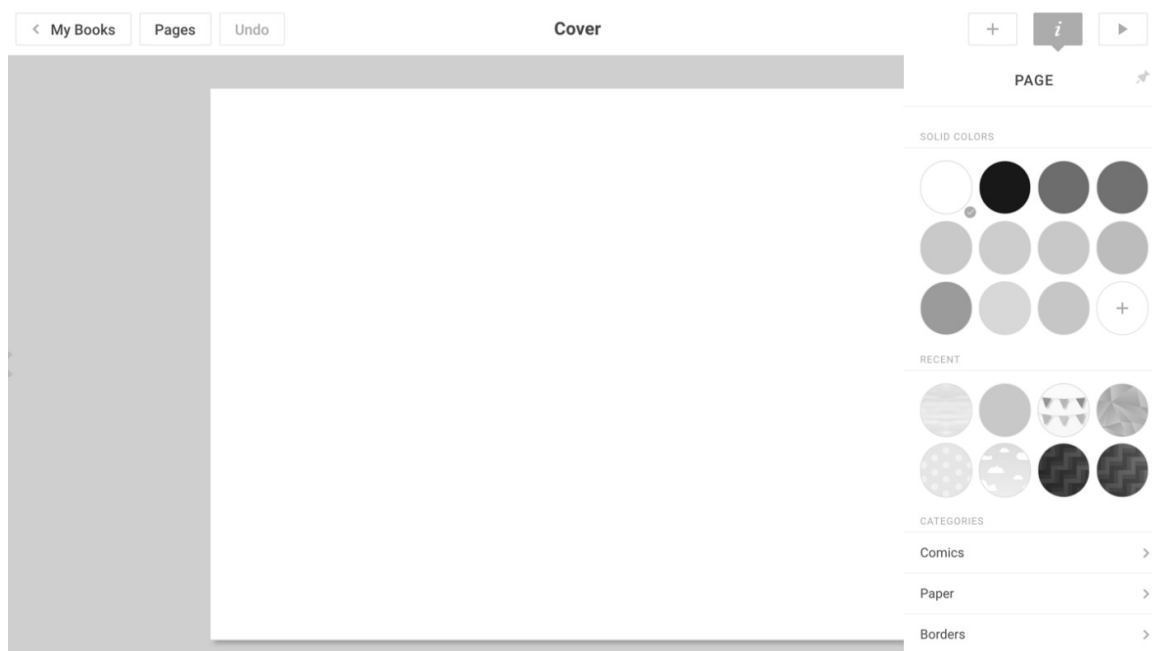 My Books Pages Undo Cover
PAGE
SOLID COLORS
RECENT
CATEGORIES
Comics
Paper
Borders